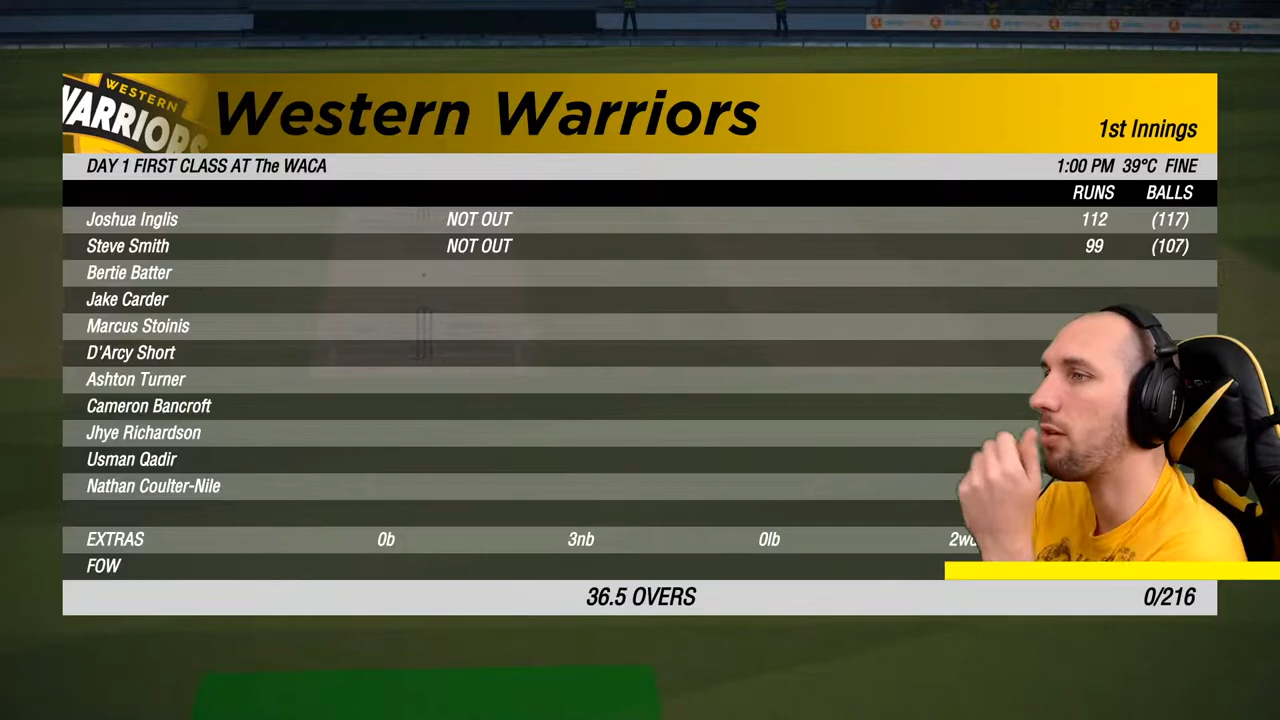 WESTERN
WARRIORS
Western Warriors
1st Innings
DAY 1 FIRST CLASS AT The WACA
1:00 PM 39°C FINE
RUNS BALLS
Joshua Inglis NOT OUT 112 (117)
Steve Smith NOT OUT 99 (107)
Bertie Batter
Jake Carder
Marcus Stoinis
D'Arcy Short
Ashton Turner
Cameron Bancroft
Jhye Richardson
Usman Qadir
Nathan Coulter-Nile
EXTRAS 0b 3nb 0lb
FOW
36.5 OVERS 0/216